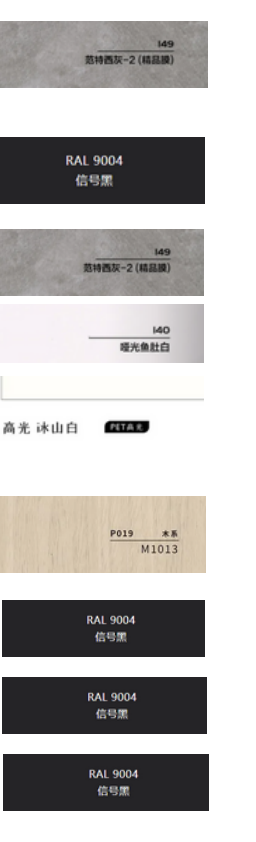 149
范特西灰-2 (精品膜)
RAL 9004
信号黑
149
范特西灰-2 (精品膜)
140
哑光鱼肚白
高光 冰山白 PET高光
P019 木系
M1013
RAL 9004
信号黑
RAL 9004
信号黑
RAL 9004
信号黑